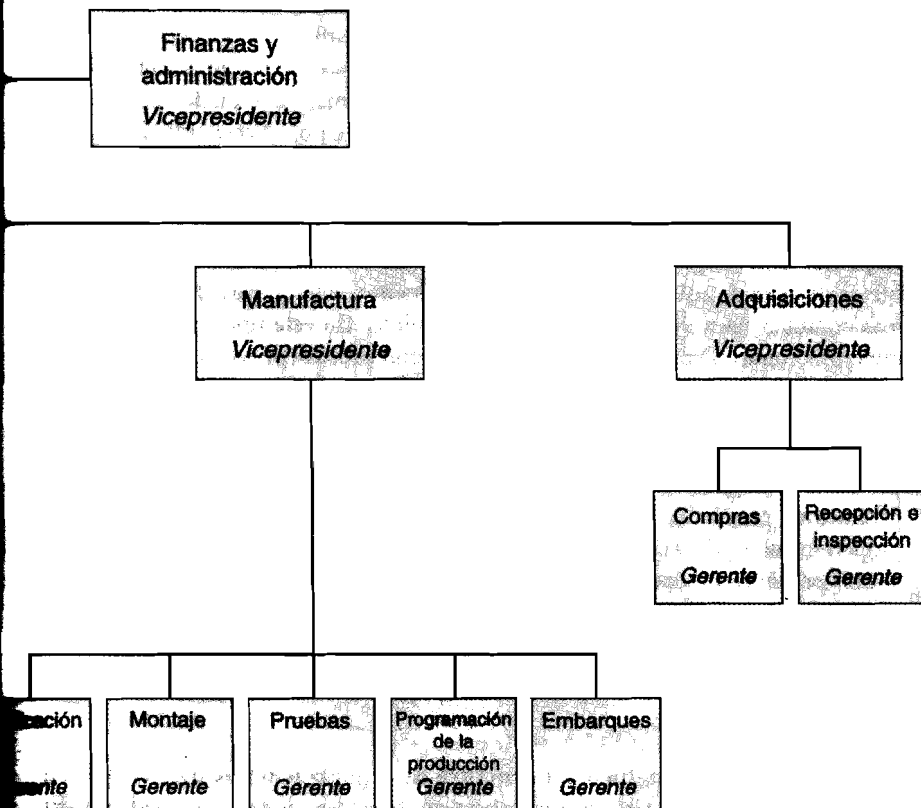 Finanzas y
administración
Vicepresidente
Manufactura
Vicepresidente
Adquisiciones
Vicepresidente
Compras
Gerente
Recepción e
inspección
Gerente
Montaje
Gerente
Pruebas
Gerente
Programación
de la
producción
Gerente
Embarques
Gerente